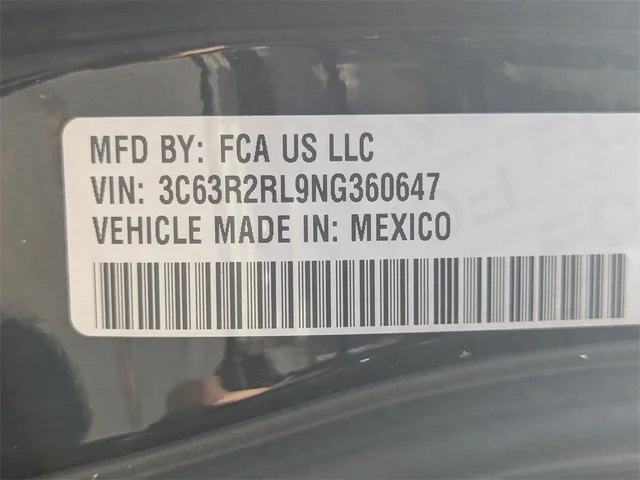 MFD BY: FCA US LLC
VIN: 3C63R2RL9NG360647
VEHICLE MADE IN: MEXICO